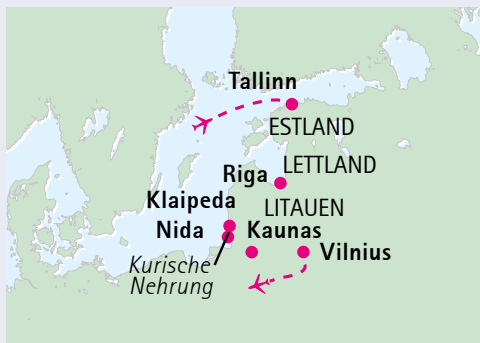 Tallinn
ESTLAND
LETTLAND
Riga
Klaipeda
LITAUEN
Nida
Kaunas
Vilnius
Kurische
Nehrung